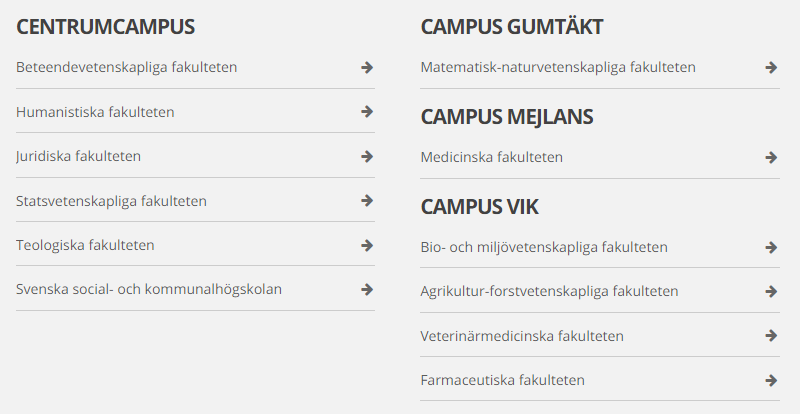 CENTRUMCAMPUS
Beteendevetenskapliga fakulteten
Humanistiska fakulteten
Juridiska fakulteten
Statsvetenskapliga fakulteten
Teologiska fakulteten
Svenska social- och kommunalhögskolan
CAMPUS GUMTÄKT
Matematisk-naturvetenskapliga fakulteten
CAMPUS MEJLANS
Medicinska fakulteten
CAMPUS VIK
Bio- och miljövetenskapliga fakulteten
Agrikultur-forstvetenskapliga fakulteten
Veterinärmedicinska fakulteten
Farmaceutiska fakulteten